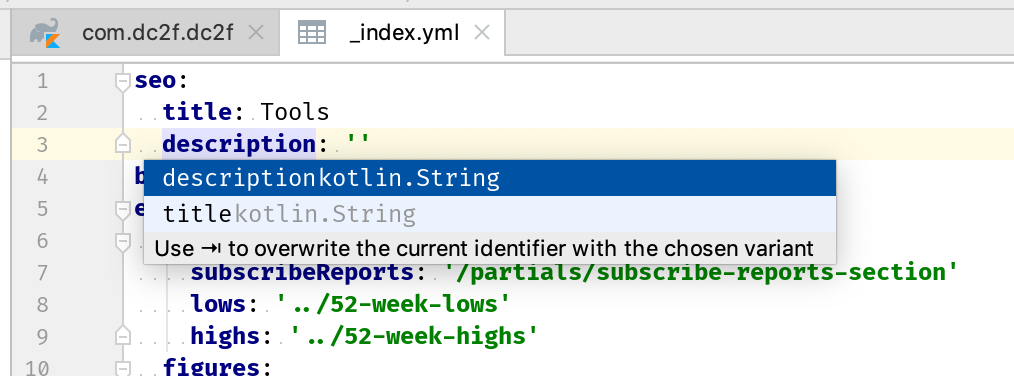 com.dc2f.dc2f _index.yml
1 seo:
2 title: Tools
3 description: ''
descriptionkotlin.String
4 b
titlekotlin.String
5 e
6
Use ⇥ to overwrite the current identifier with the chosen variant
7 subscribeReports: '/partials/subscribe-reports-section'
8 lows: '../52-week-lows'
9 highs: '../52-week-highs'
10 figures: